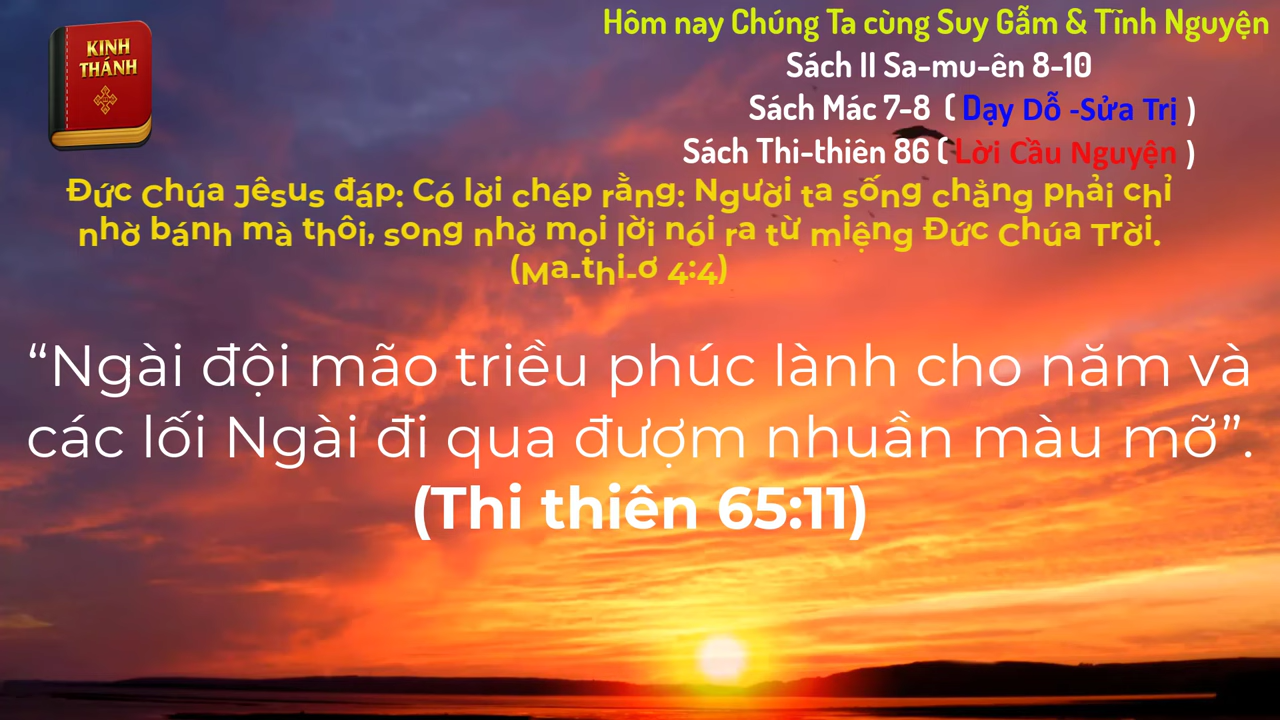 KINH
THÁNH
Hôm nay Chúng Ta cùng Suy Gẫm & Tĩnh Nguyện
Sách II Sa-mu-ên 8-10
Sách Mác 7-8 ( Dạy Dỗ -Sửa Trị )
Sách Thi-thiên 86 ( Lời Cầu Nguyện )
Đức Chúa Jêsus đáp: Có lời chép rằng: Người ta sống chẳng phải chỉ
nhờ bánh mà thôi, song nhờ mọi lời nói ra từ miệng Đức Chúa Trời.
(Ma-thi-ơ 4:4)
“Ngài đội mão triều phúc lành cho năm và
các lối Ngài đi qua đượm nhuần màu mỡ”.
(Thi thiên 65:11)